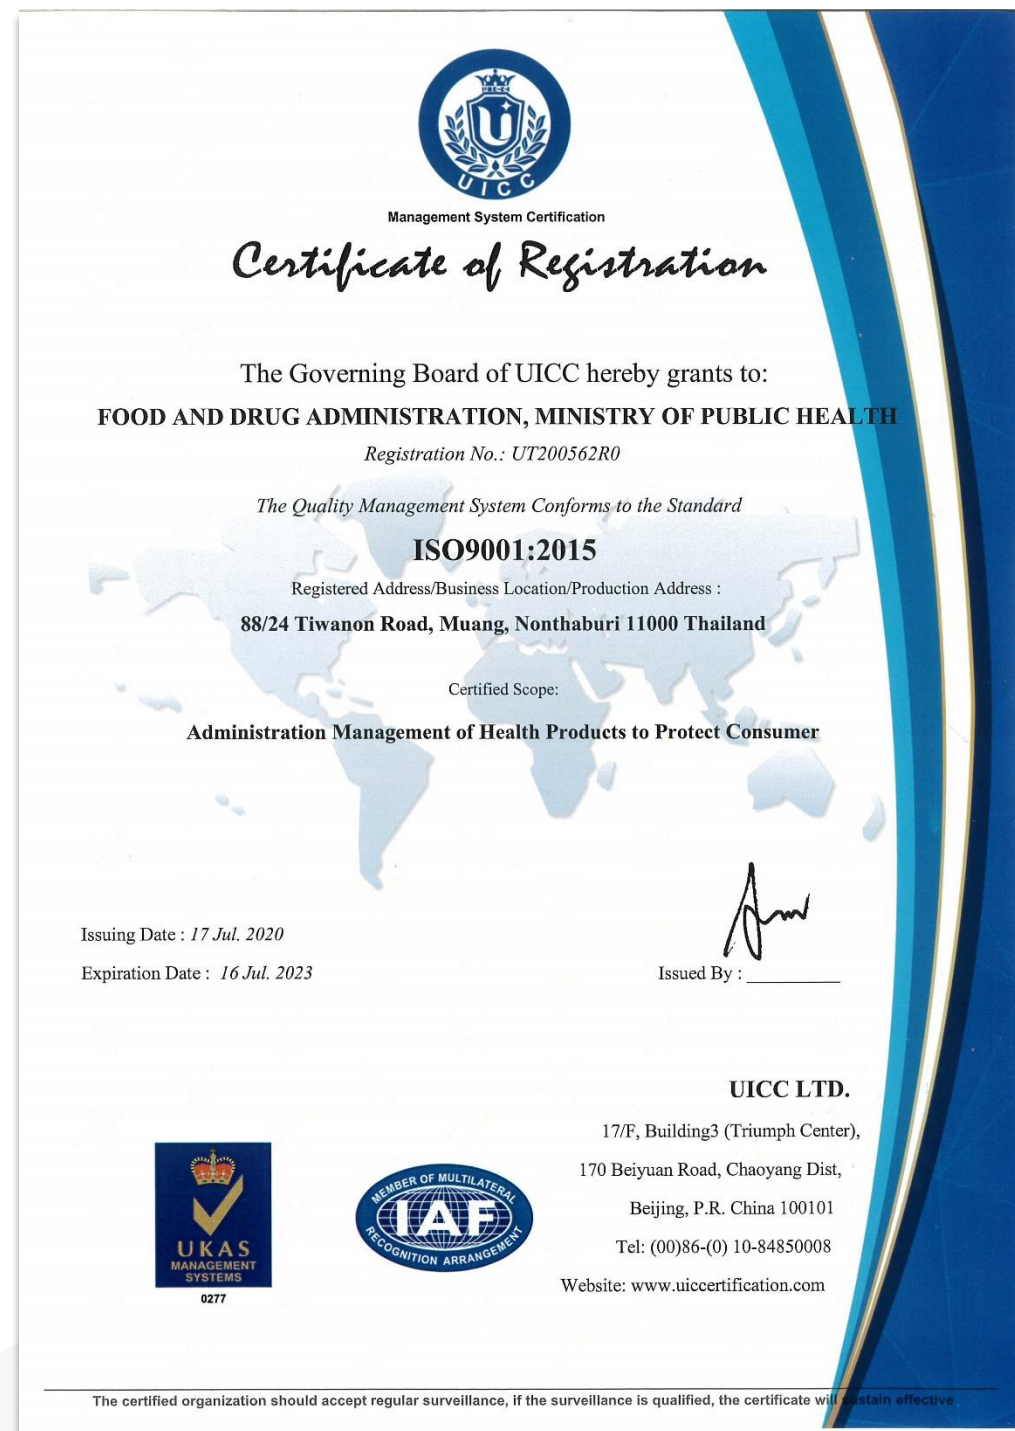 UICC
Management System Certification
Certificate of Registration
The Governing Board of UICC hereby grants to:
FOOD AND DRUG ADMINISTRATION, MINISTRY OF PUBLIC HEALTH
Registration No.: UT200562R0
The Quality Management System Conforms to the Standard
ISO9001:2015
Registered Address/Business Location/Production Address :
88/24 Tiwanon Road, Muang, Nonthaburi 11000 Thailand
Certified Scope:
Administration Management of Health Products to Protect Consumer
Issuing Date : 17 Jul. 2020
Expiration Date : 16 Jul. 2023
Issued By :
UICC LTD.
17/F, Building3 (Triumph Center),
170 Beiyuan Road, Chaoyang Dist,
Beijing, P.R. China 100101
Tel: (00)86-(0) 10-84850008
Website: www.uiccertification.com
UKAS
MANAGEMENT
SYSTEMS
0277
MEMBER OF MULTILATERAL
IAF
RECOGNITION ARRANGEMENT
The certified organization should accept regular surveillance, if the surveillance is qualified, the certificate will sustain effective